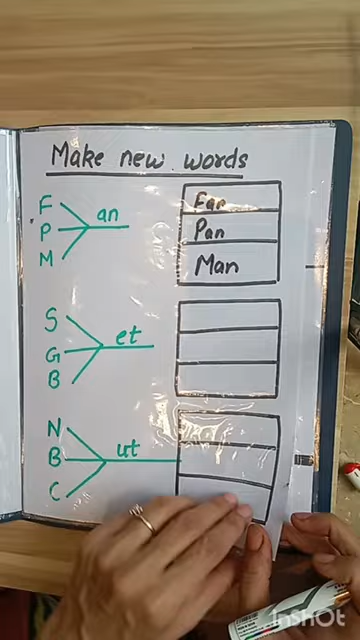 Make new words
F
P an
M
Fan
Pan
Man
S
G et
B
N
B ut
C
InShOt